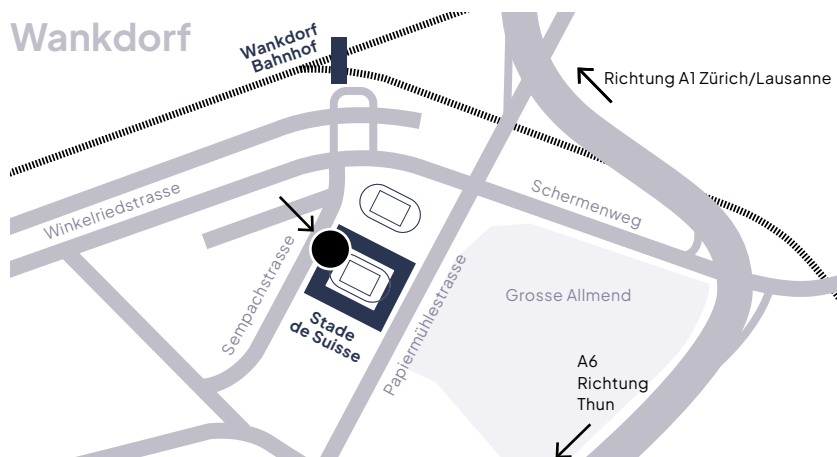 Wankdorf
Wankdorf
Bahnhof
Richtung A1 Zürich/Lausanne
Winkelriedstrasse
Schermenweg
Sempachstrasse
Papiermühlestrasse
Grosse Allmend
Stade
de Suisse
A6
Richtung
Thun